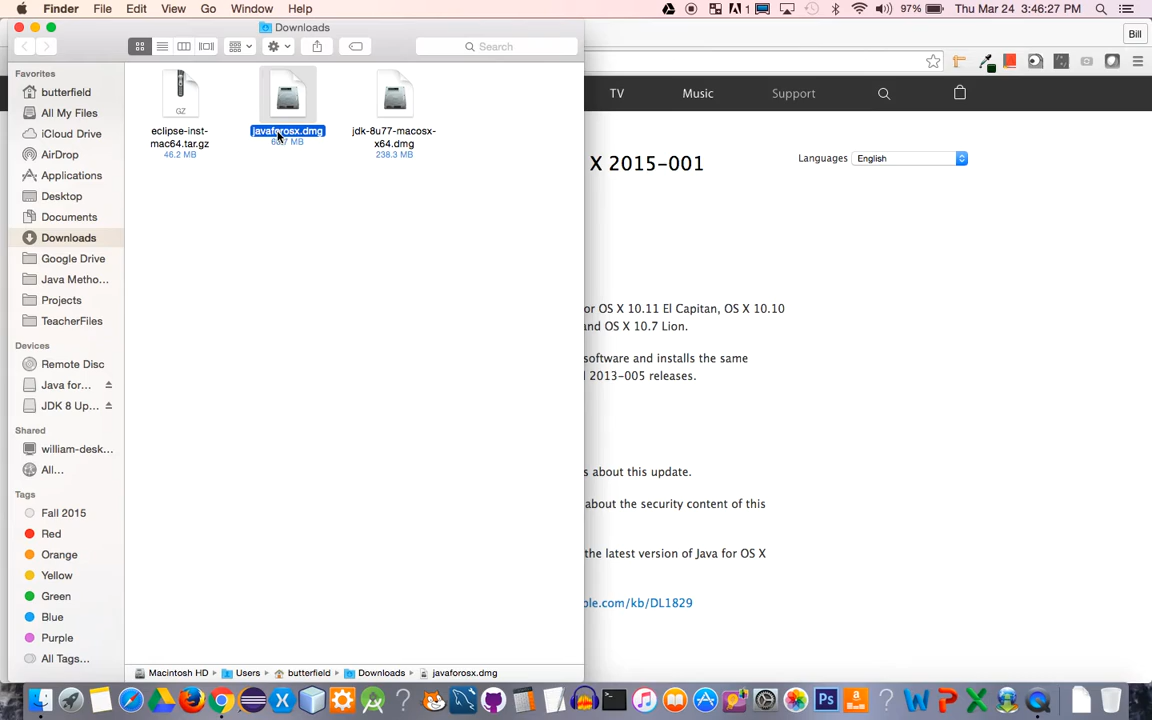 Finder File Edit View Go Window Help
1 97% Thu Mar 24 3:46:27 PM
Downloads
Bill
Search
Favorites
butterfield
All My Files
iCloud Drive
AirDrop
Applications
Desktop
Documents
Downloads
Google Drive
Java Metho...
Projects
TeacherFiles
Devices
Remote Disc
Java for...
JDK 8 Up...
Shared
william-desk...
All...
Tags
Fall 2015
Red
Orange
Yellow
Green
Blue
Purple
All Tags...
GZ
eclipse-inst-
mac64.tar.gz
46.2 MB
javaforosx.dmg
MB
jdk-8u77-macosx-
x64.dmg
238.3 MB
Macintosh HD Users butterfield Downloads javaforosx.dmg
TV Music Support
X 2015-001
Languages English
or OS X 10.11 El Capitan, OS X 10.10
and OS X 10.7 Lion.
software and installs the same
2013-005 releases.
s about this update.
about the security content of this
the latest version of Java for OS X
ple.com/kb/DL1829